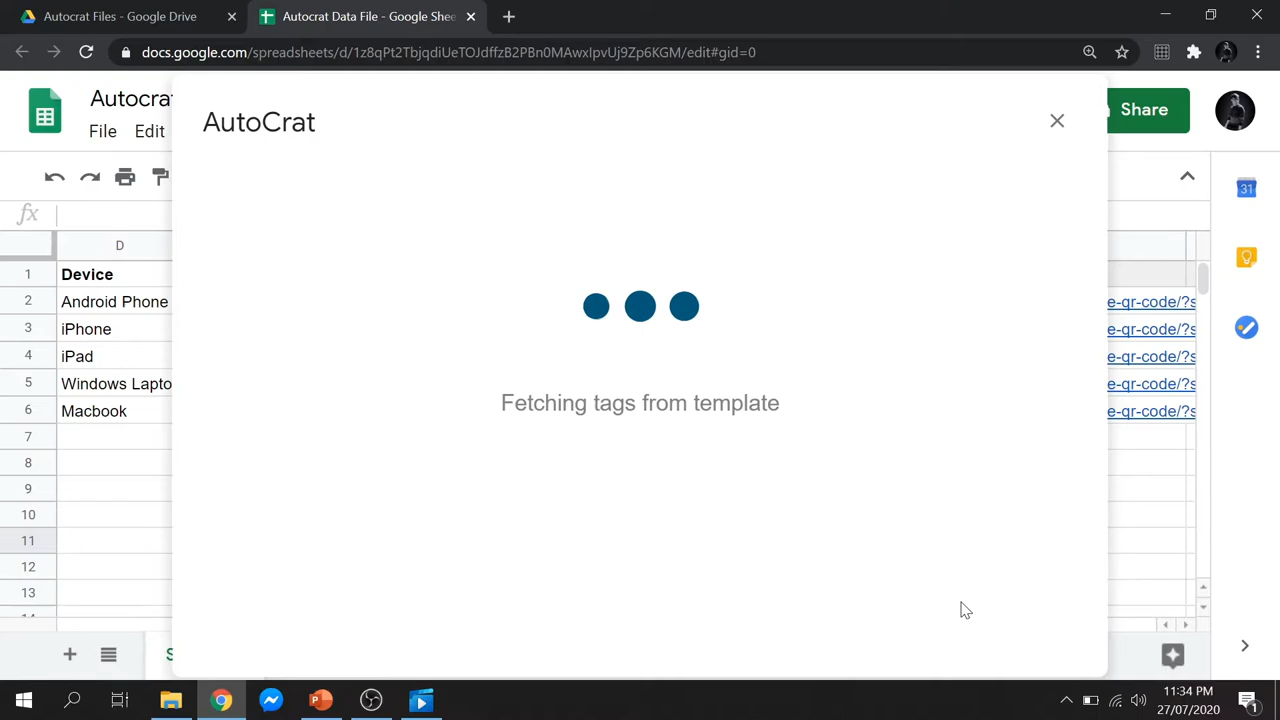 Autocrat Files - Google Drive
Autocrat Data File - Google Shee
docs.google.com/spreadsheets/d/1z8qPt2TbjqdiUeTOJdffzB2PBn0MAwxIpvUj9Zp6KGM/edit#gid=0
Autocrat
File Edit
Share
AutoCrat
31
fx
D
1 Device
2 Android Phone e-qr-code/?s
3 iPhone e-qr-code/?s
4 iPad e-qr-code/?s
5 Windows Lapto e-qr-code/?s
6 Macbook e-qr-code/?s
7
8
9
10
11
12
13
14
Fetching tags from template
S
11:34 PM
27/07/2020
1